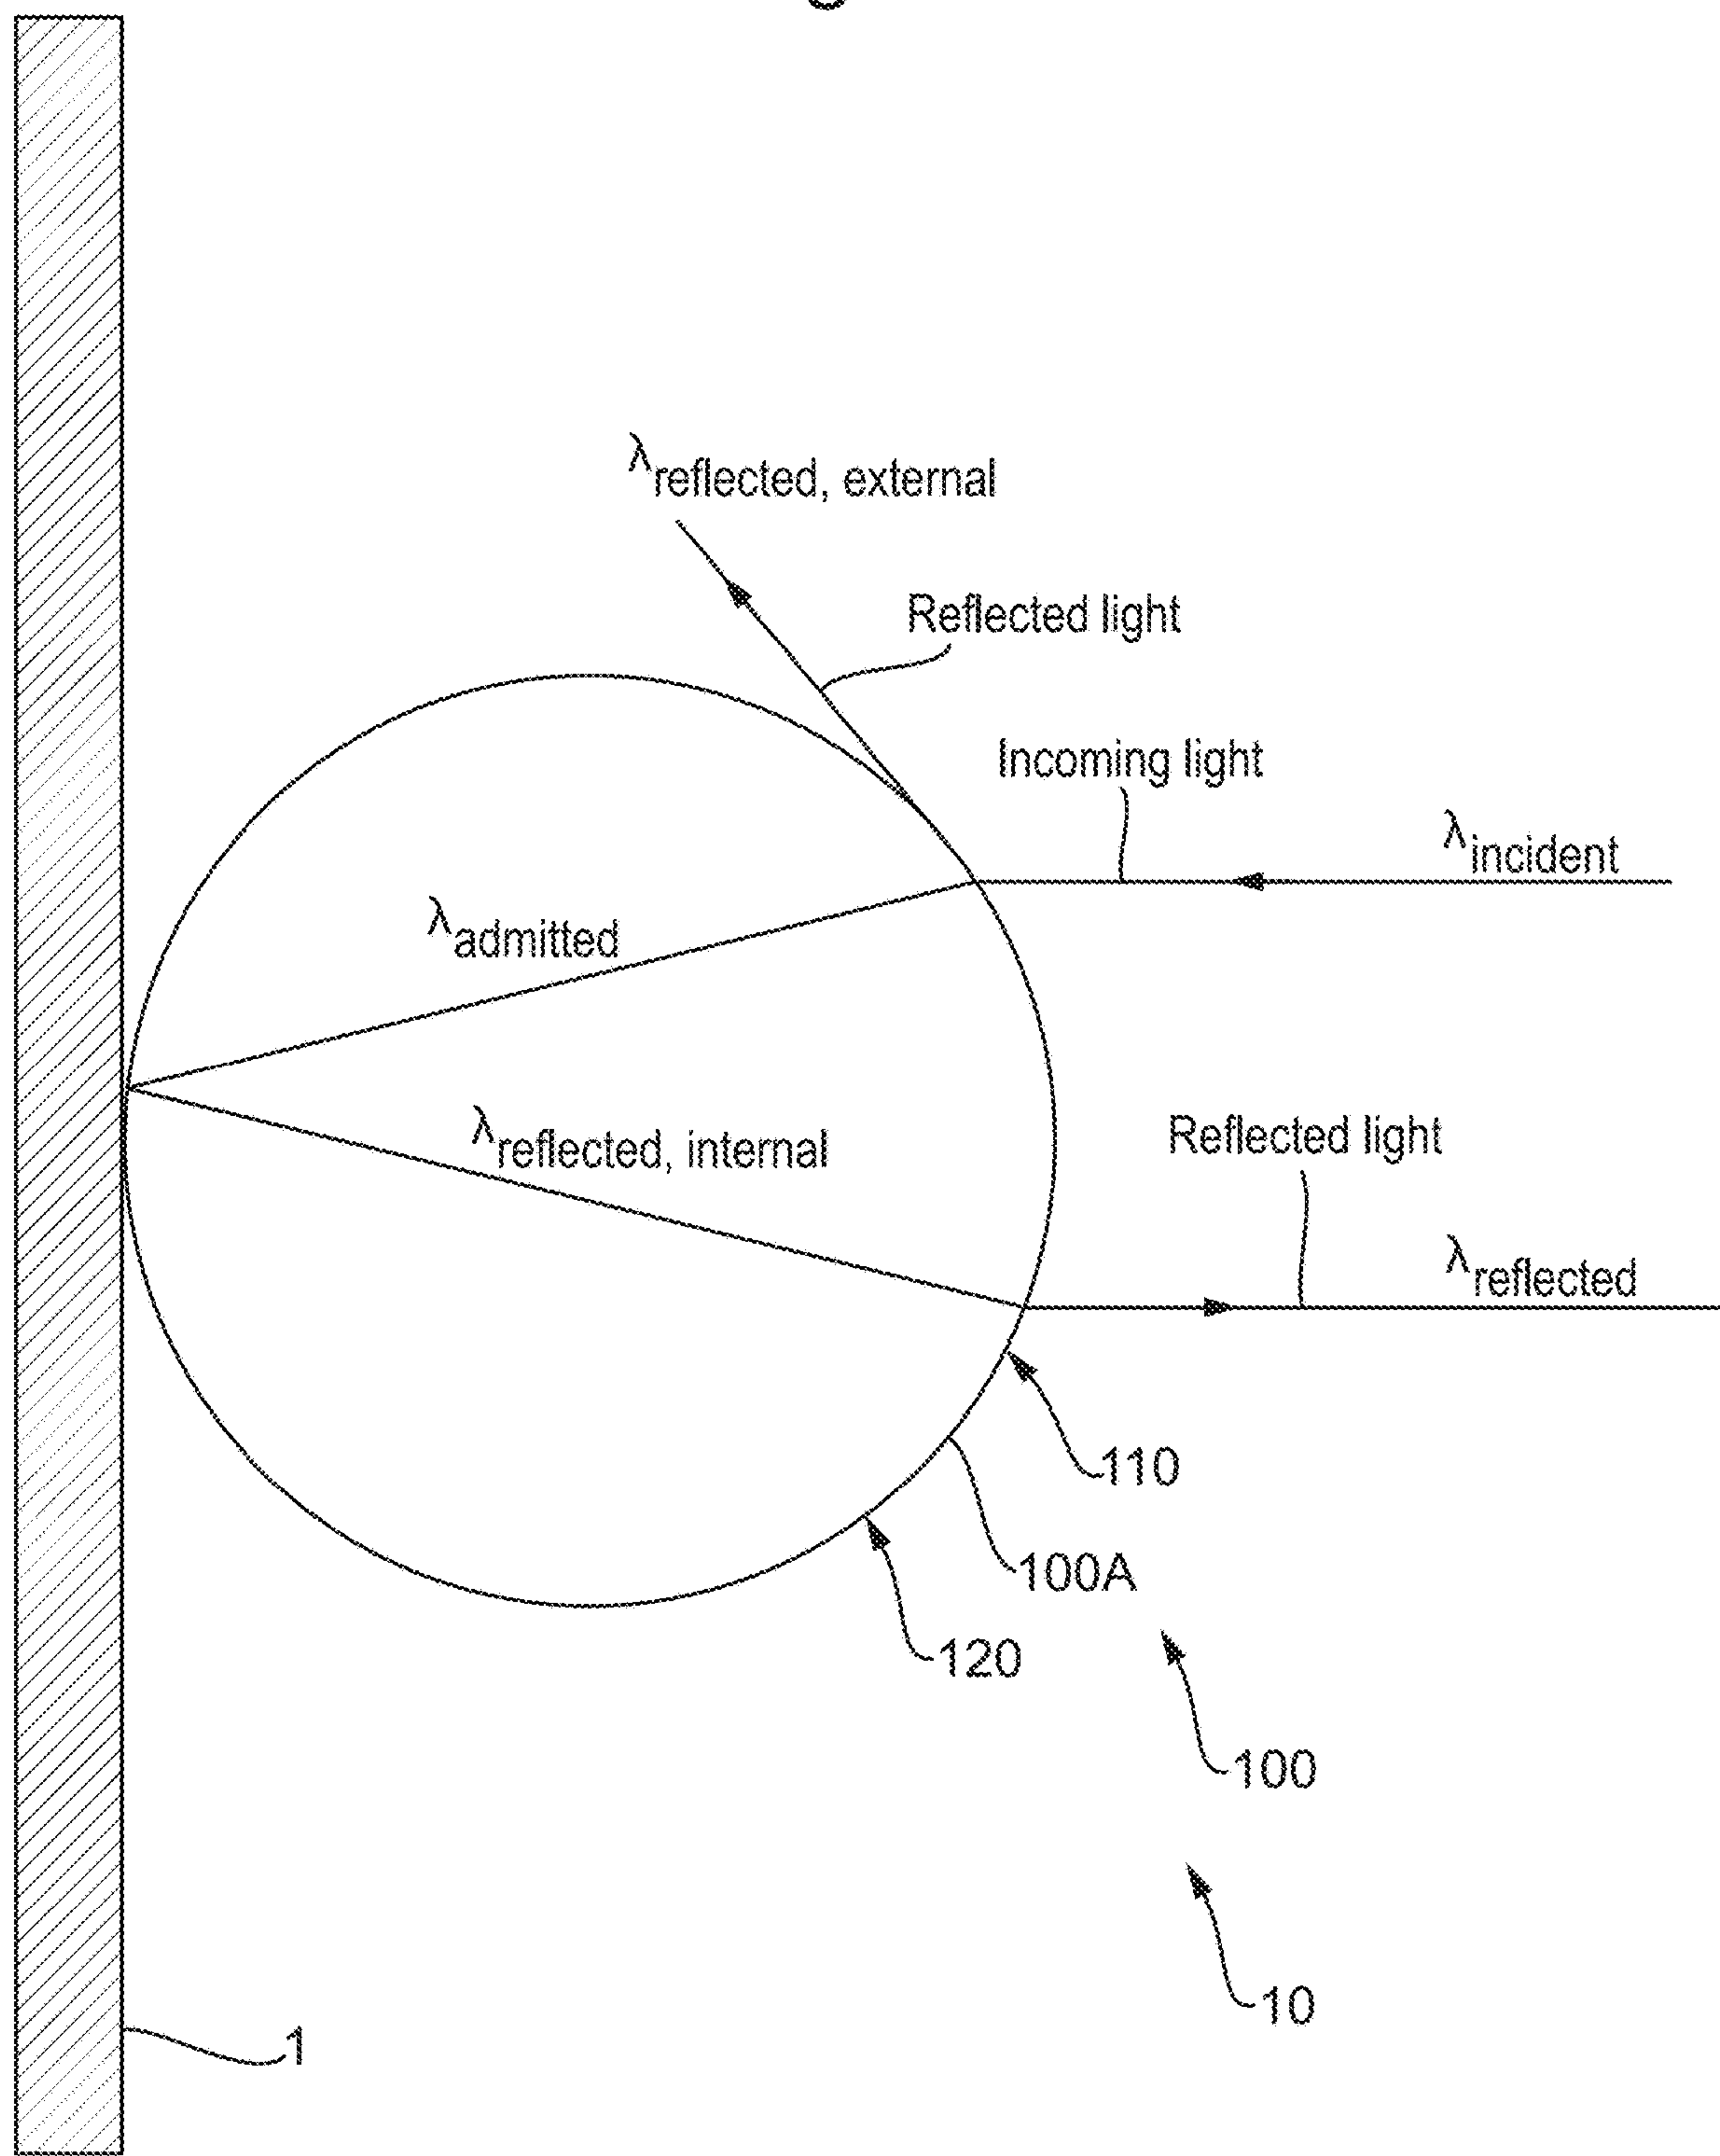 λreflected, external
Reflected light
Incoming light
λincident
λadmitted
λreflected, internal
Reflected light
λreflected
110
100A
120
100
10
1